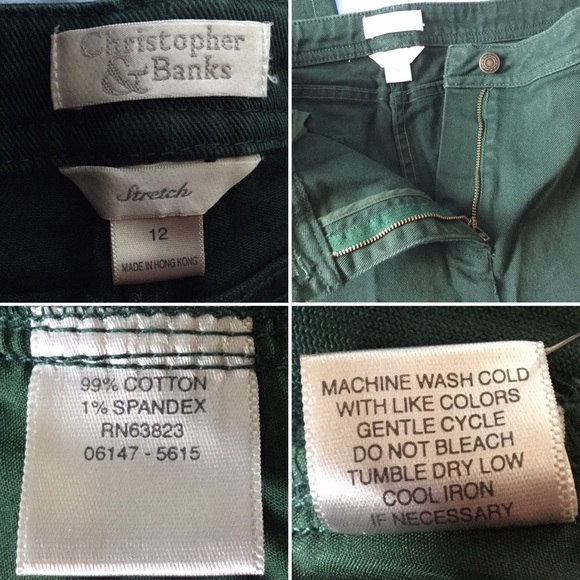 Christopher
& Banks
Stretch
12
MADE IN HONG KONG
99% COTTON
1% SPANDEX
RN63823
06147 - 5615
MACHINE WASH COLD
WITH LIKE COLORS
GENTLE CYCLE
DO NOT BLEACH
TUMBLE DRY LOW
COOL IRON
IF NECESSARY